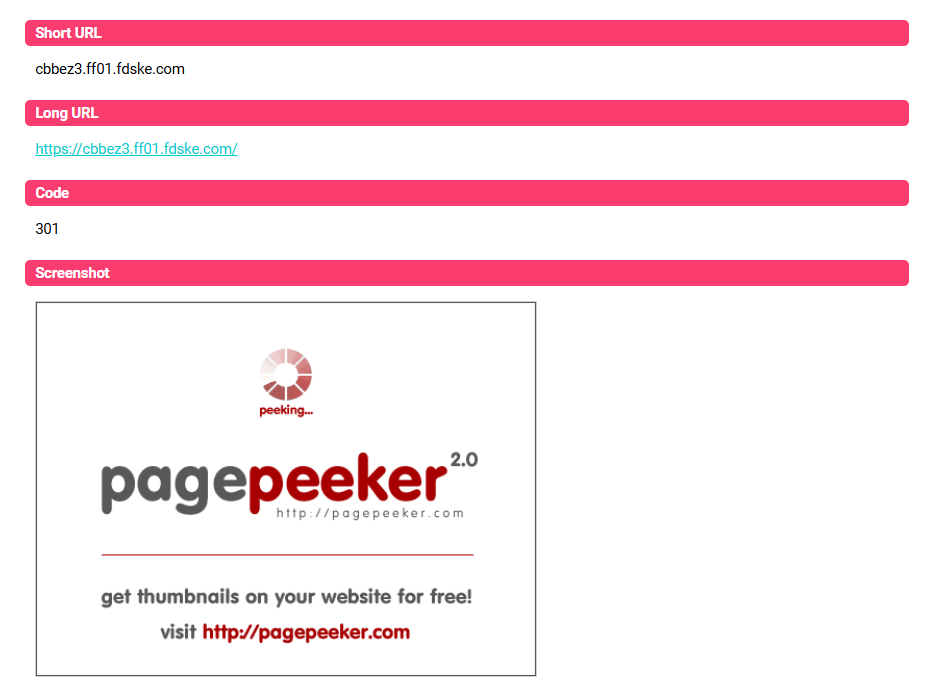 Short URL
cbbez3.ff01.fdske.com
Long URL
https://cbbez3.ff01.fdske.com/
Code
301
Screenshot
peeking...
pagepeeker 2.0
http://pagepeeker.com
get thumbnails on your website for free!
visit http://pagepeeker.com